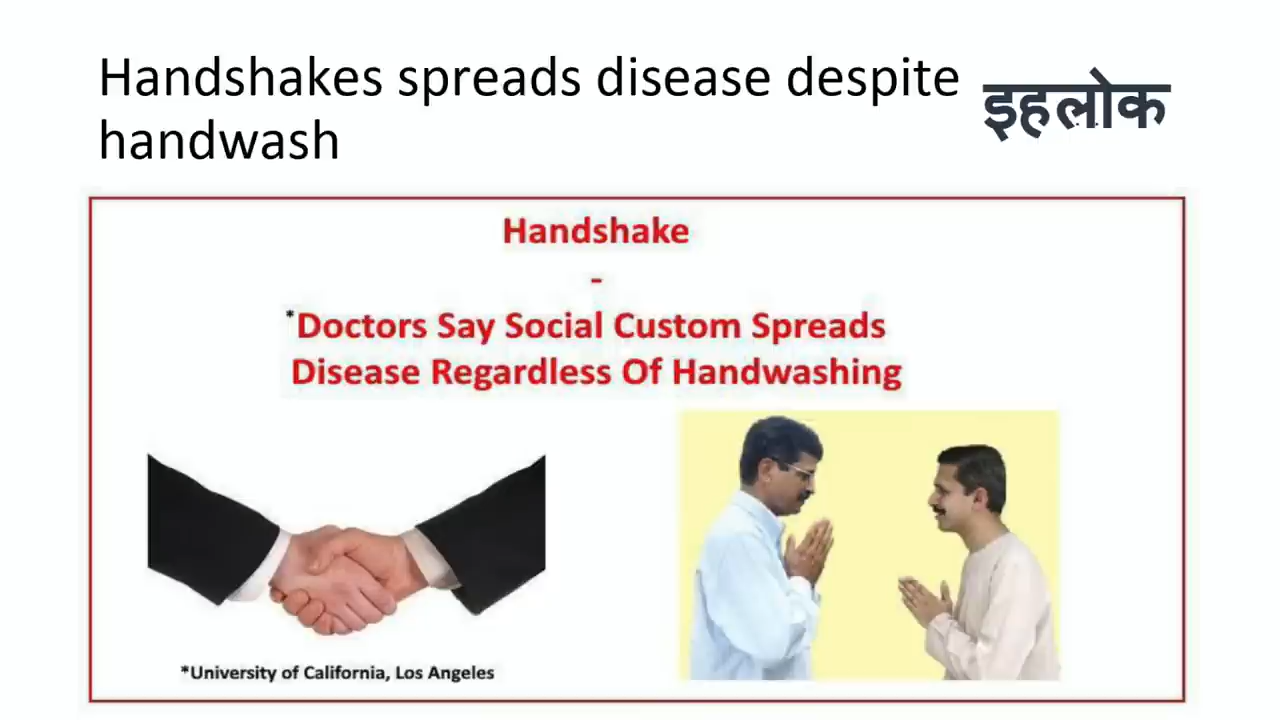 Handshakes spreads disease despite
handwash
इहलोक
Handshake
-
*Doctors Say Social Custom Spreads
Disease Regardless Of Handwashing
*University of California, Los Angeles